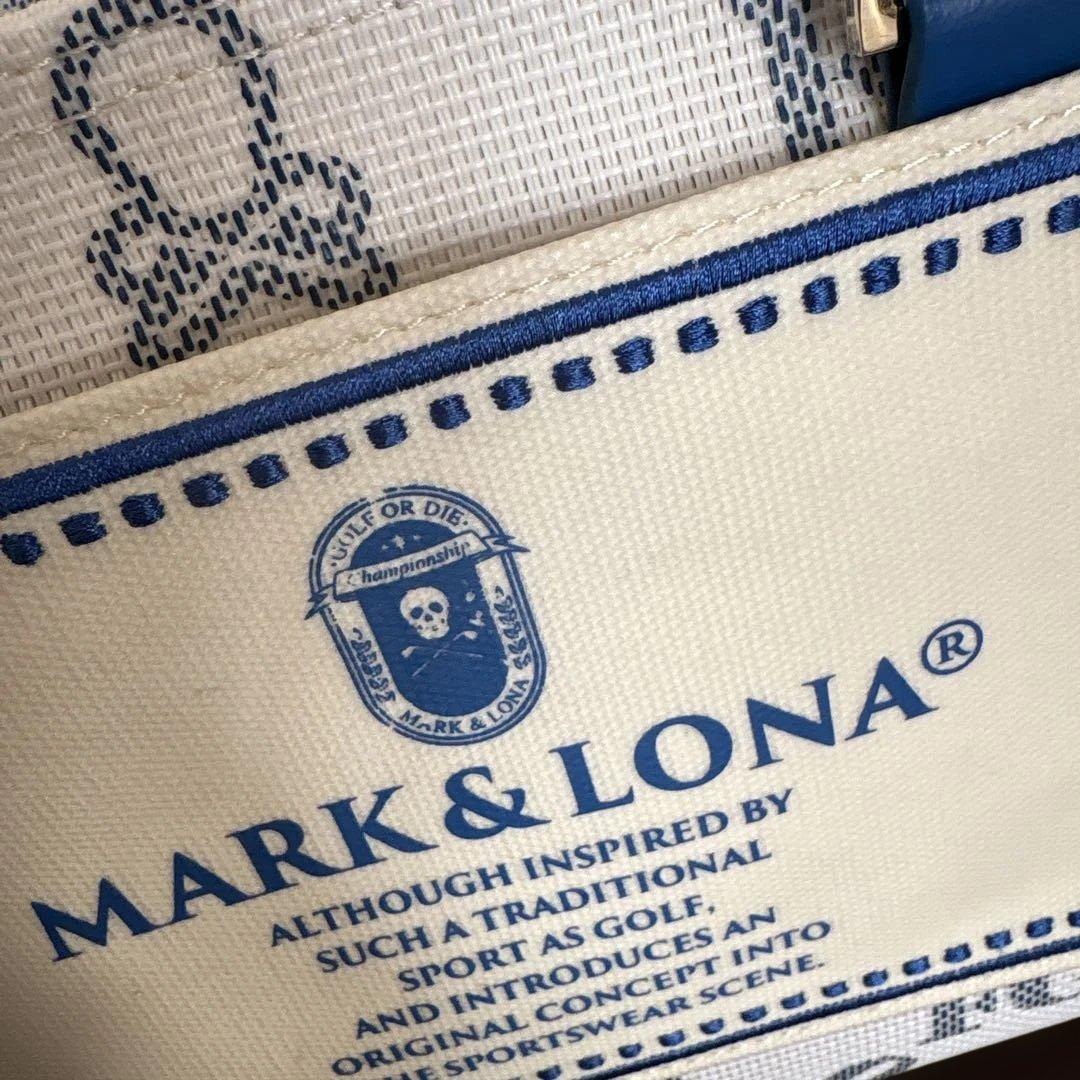 GOLF OR DIE
Championship
MARK & LONA
MARK & LONA®
ALTHOUGH INSPIRED BY
SUCH A TRADITIONAL
SPORT AS GOLF,
AND INTRODUCES AN
ORIGINAL CONCEPT INTO
THE SPORTSWEAR SCENE.